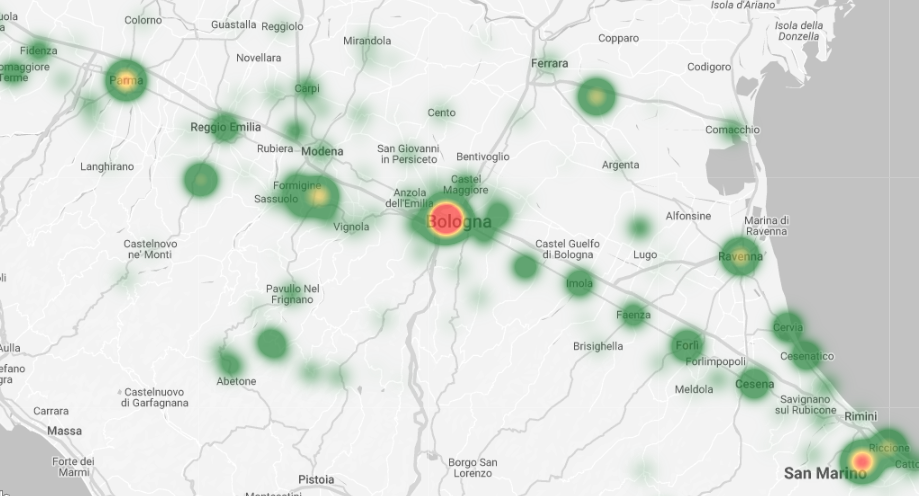 Isola d'Ariano
uola
Colorno
Guastalla
Reggiolo
Isola della
Donzella
Mirandola
Copparo
Fidenza
Novellara
Ferrara
Codigoro
omaggiore
Terme
Parma
Carpi
Cento
Reggio Emilia
Comacchio
Rubiera
Modena
San Giovanni
in Persiceto
Bentivoglio
Langhirano
Argenta
Formigine
Sassuolo
Castel
Maggiore
Anzola
dell'Emilia
Bologna
Alfonsine
Marina di
Ravenna
Vignola
Castelnovo
ne' Monti
Castel Guelfo
di Bologna
Lugo
Ravenna
oli
Imola
Pavullo Nel
Frignano
Faenza
Cervia
Aulla
Brisighella
Forlì
Cesenatico
efano
gra
Forlimpopoli
Abetone
Cesena
Meldola
Castelnuovo
di Garfagnana
Savignano
sul Rubicone
Carrara
Rimini
Massa
Riccione
Forte dei
Marmi
Borgo San
Lorenzo
San Marino
Catto
Pistoia